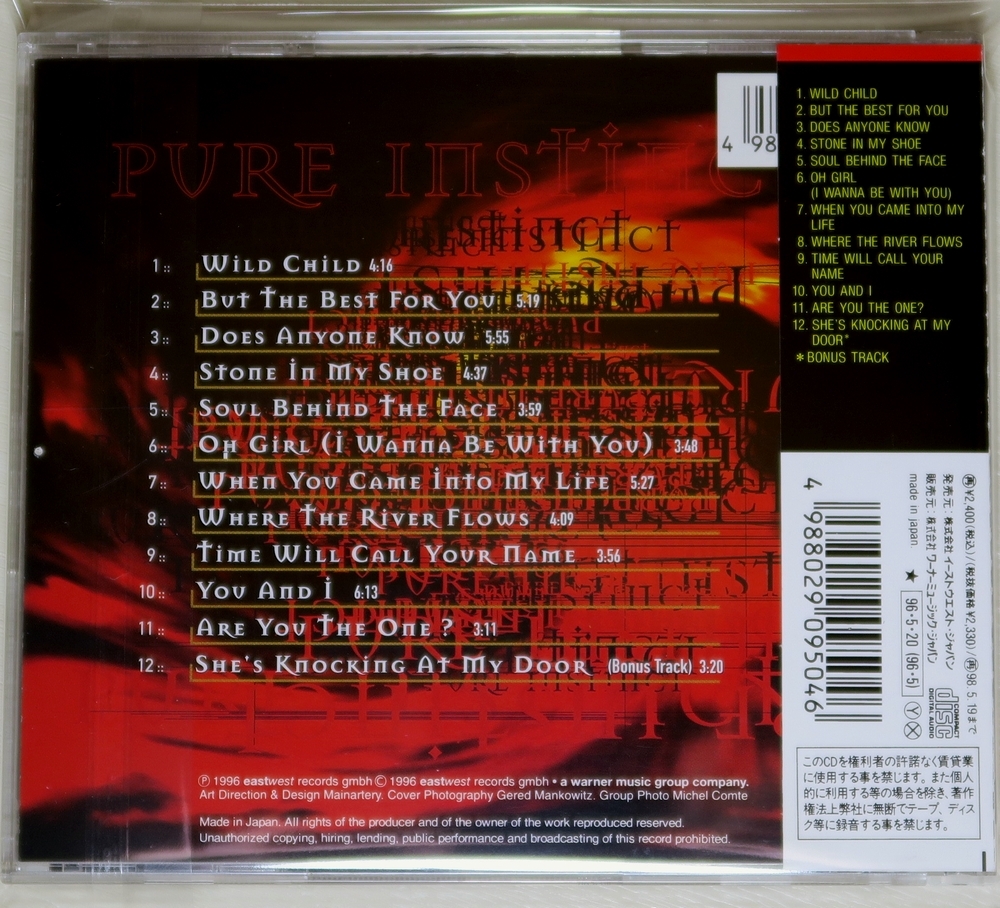 PURE INSTINC
1:: WILD CHILD 4:16
2:: BUT THE BEST FOR YOU 5:19
3:: DOES ANYONE KNOW 5:55
4:: STONE IN MY SHOE 4:37
5:: SOUL BEHIND THE FACE 3:59
6:: OH GIRL (I WANNA BE WITH YOU) 3:48
7:: WHEN YOU CAME INTO MY LIFE 5:27
8:: WHERE THE RIVER FLOWS 4:09
9:: TIME WILL CALL YOUR NAME 3:56
10:: YOU AND I 6:13
11:: ARE YOU THE ONE? 3:11
12:: SHE'S KNOCKING AT MY DOOR (Bonus Track) 3:20
Ⓟ 1996 eastwest records gmbh © 1996 eastwest records gmbh • a warner music group company.
Art Direction & Design Mainartery. Cover Photography Gered Mankowitz. Group Photo Michel Comte
Made in Japan. All rights of the producer and of the owner of the work reproduced reserved.
Unauthorized copying, hiring, lending, public performance and broadcasting of this record prohibited.
4 98
1. WILD CHILD
2. BUT THE BEST FOR YOU
3. DOES ANYONE KNOW
4. STONE IN MY SHOE
5. SOUL BEHIND THE FACE
6. OH GIRL
(I WANNA BE WITH YOU)
7. WHEN YOU CAME INTO MY
LIFE
8. WHERE THE RIVER FLOWS
9. TIME WILL CALL YOUR
NAME
10. YOU AND I
11. ARE YOU THE ONE?
12. SHE'S KNOCKING AT MY
DOOR*
*BONUS TRACK
㊢¥2,400(税込)/(税抜価格¥2,330)/㊢98.5.19まで
発売元:株式会社イーストウエスト・ジャパン
販売元:株式会社ワーナーミュージック・ジャパン
made in japan.
★ 96・5・20 (96・5) Ⓨ Ⓧ
COMPACT
disc
DIGITAL AUDIO
4 988029 095046
このCDを権利者の許諾なく賃貸業
に使用する事を禁じます。また個人
的に利用する等の場合を除き、著作
権法上弊社に無断でテープ、ディス
ク等に録音する事を禁じます。